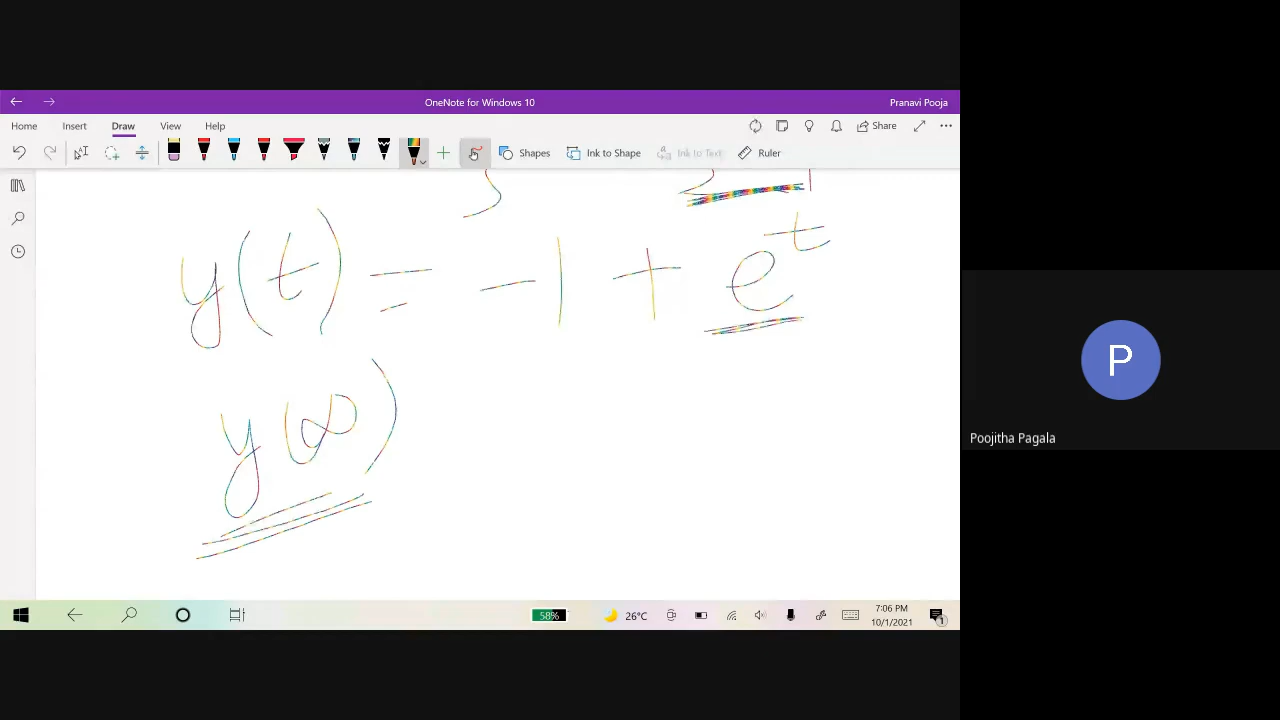 OneNote for Windows 10
Pranavi Pooja
Home Insert Draw View Help
Share
Shapes Ink to Shape Ink to Text Ruler
y(t) = -1 + e^t
y(∞)
P
Poojitha Pagala
58%
26°C
7:06 PM
10/1/2021
1